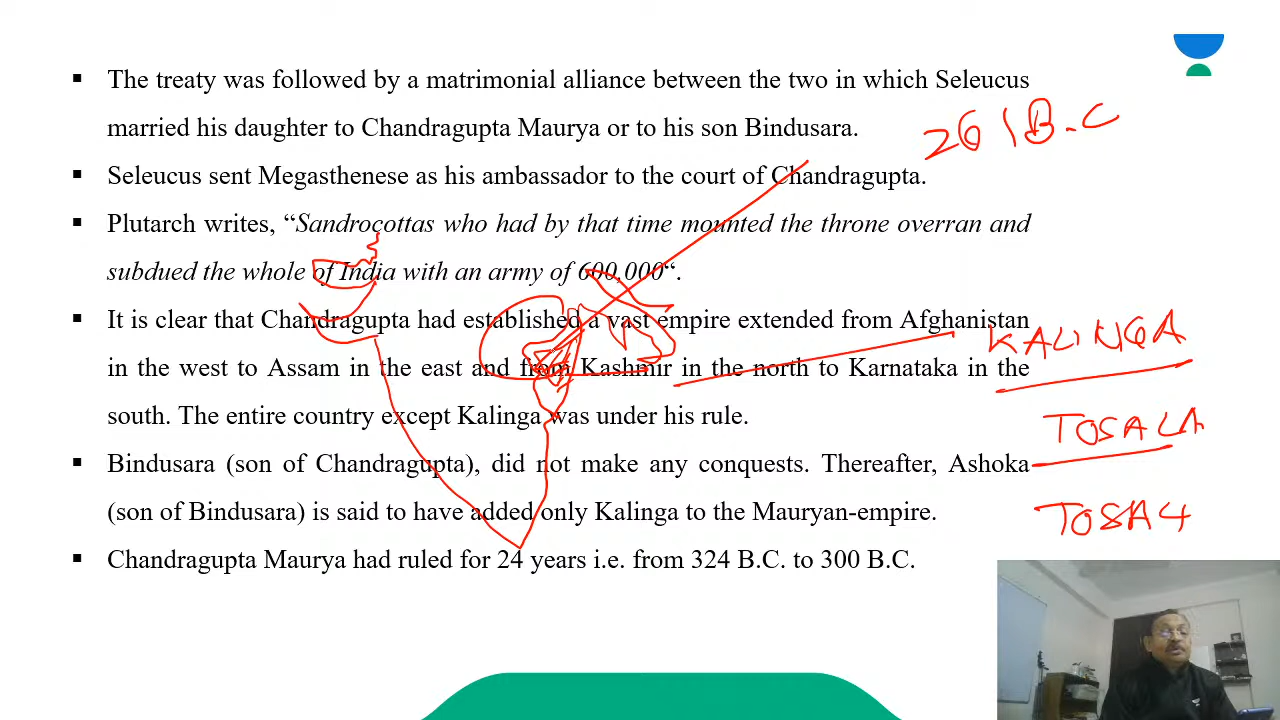 ▪ The treaty was followed by a matrimonial alliance between the two in which Seleucus
married his daughter to Chandragupta Maurya or to his son Bindusara.
261 B.C
▪ Seleucus sent Megasthenese as his ambassador to the court of Chandragupta.
▪ Plutarch writes, “Sandrocottas who had by that time mounted the throne overran and
subdued the whole of India with an army of 600,000“.
▪ It is clear that Chandragupta had established a vast empire extended from Afghanistan
in the west to Assam in the east and from Kashmir in the north to Karnataka in the
south. The entire country except Kalinga was under his rule.
KALINGA
TOSALA
▪ Bindusara (son of Chandragupta), did not make any conquests. Thereafter, Ashoka
(son of Bindusara) is said to have added only Kalinga to the Mauryan-empire.
▪ Chandragupta Maurya had ruled for 24 years i.e. from 324 B.C. to 300 B.C.